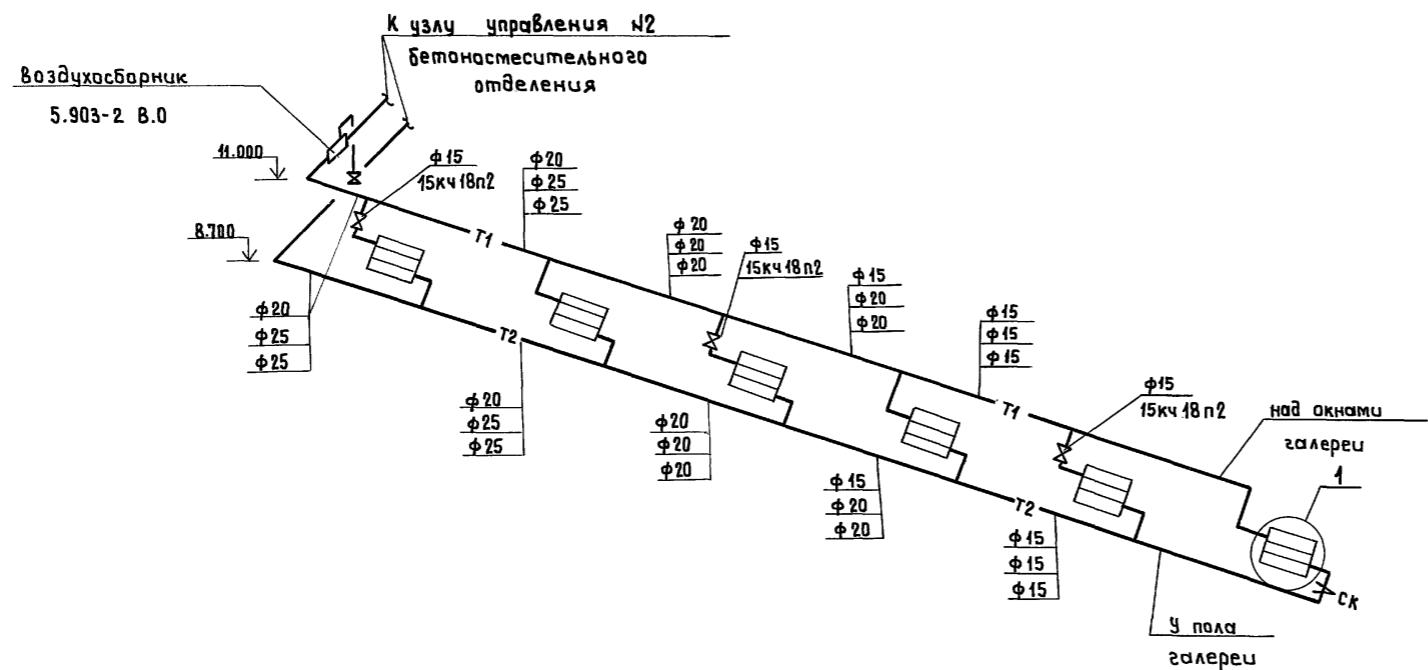 К узлу управления N2
бетоносмесительного
отделения
Воздухосборник
5.903-2 В.0
11.000
8.700
ф15
15кч18п2
ф20
ф25
ф25
Т1
ф20
ф20
ф20
ф15
15кч18п2
ф15
ф20
ф20
ф15
ф15
ф15
Т1
ф15
15кч18п2
над окнами
галереи
1
ф20
ф25
ф25
Т2
ф20
ф25
ф25
ф20
ф20
ф20
ф15
ф20
ф20
Т2
ф15
ф15
ф15
СК
У пола
галереи